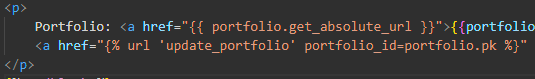 <p>
Portfolio: <a href="{{ portfolio.get_absolute_url }}">{{portfolio
<a href="{% url 'update_portfolio' portfolio_id=portfolio.pk %}"
</p>